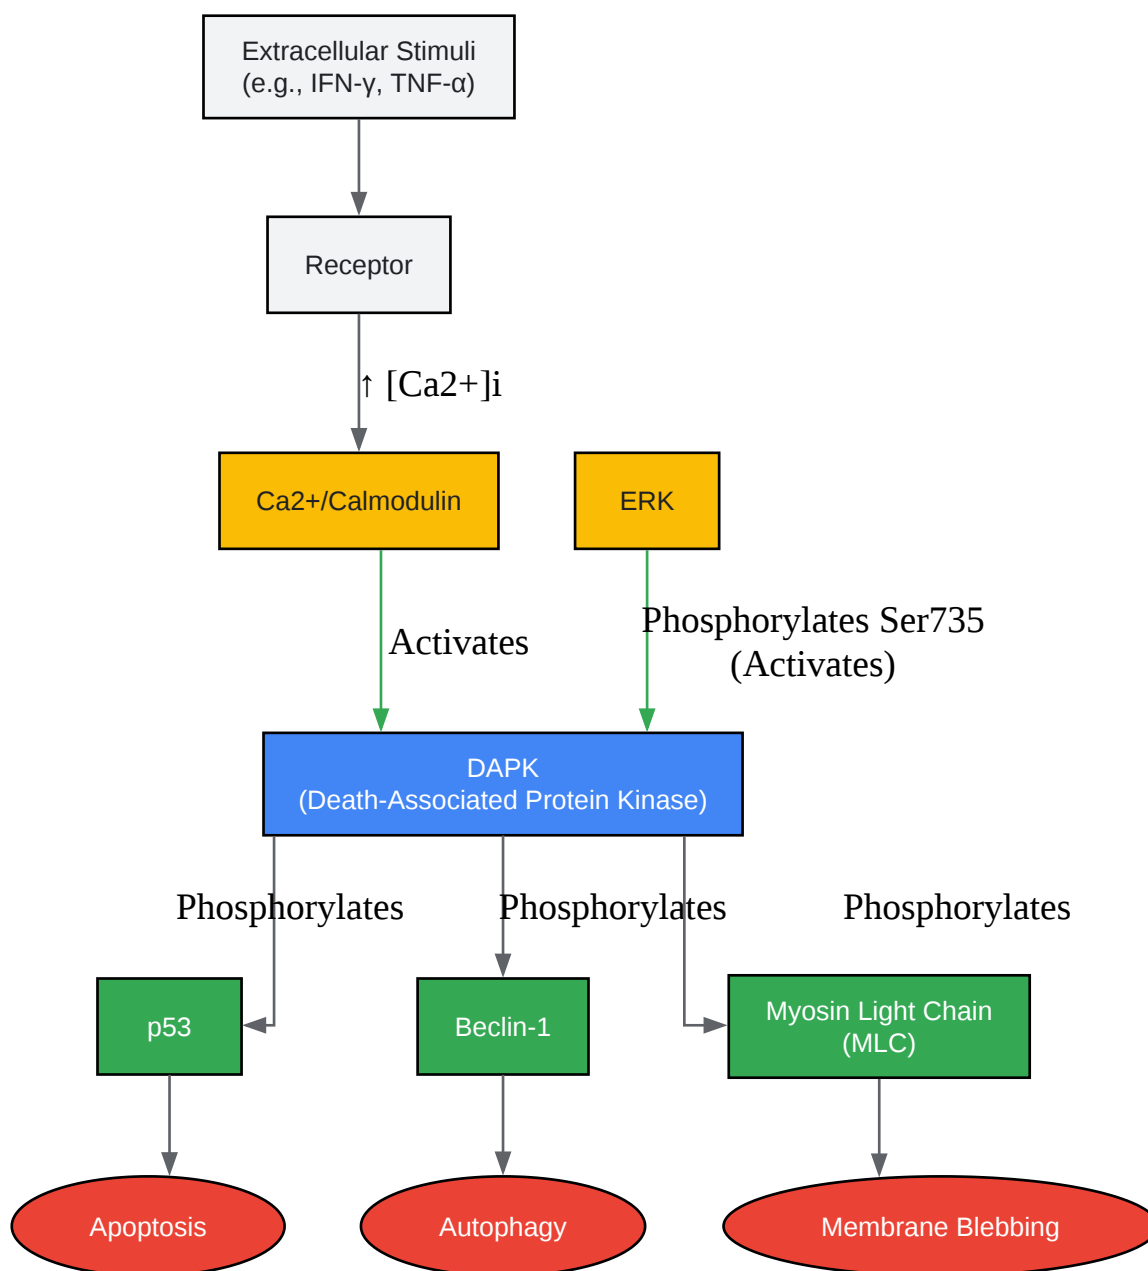 Extracellular Stimuli
(e.g., IFN-γ, TNF-α)
Receptor
↑ [Ca2+]i
Ca2+/Calmodulin
ERK
Activates
Phosphorylates Ser735
(Activates)
DAPK
(Death-Associated Protein Kinase)
Phosphorylates
Phosphorylates
Phosphorylates
p53
Beclin-1
Myosin Light Chain
(MLC)
Apoptosis
Autophagy
Membrane Blebbing